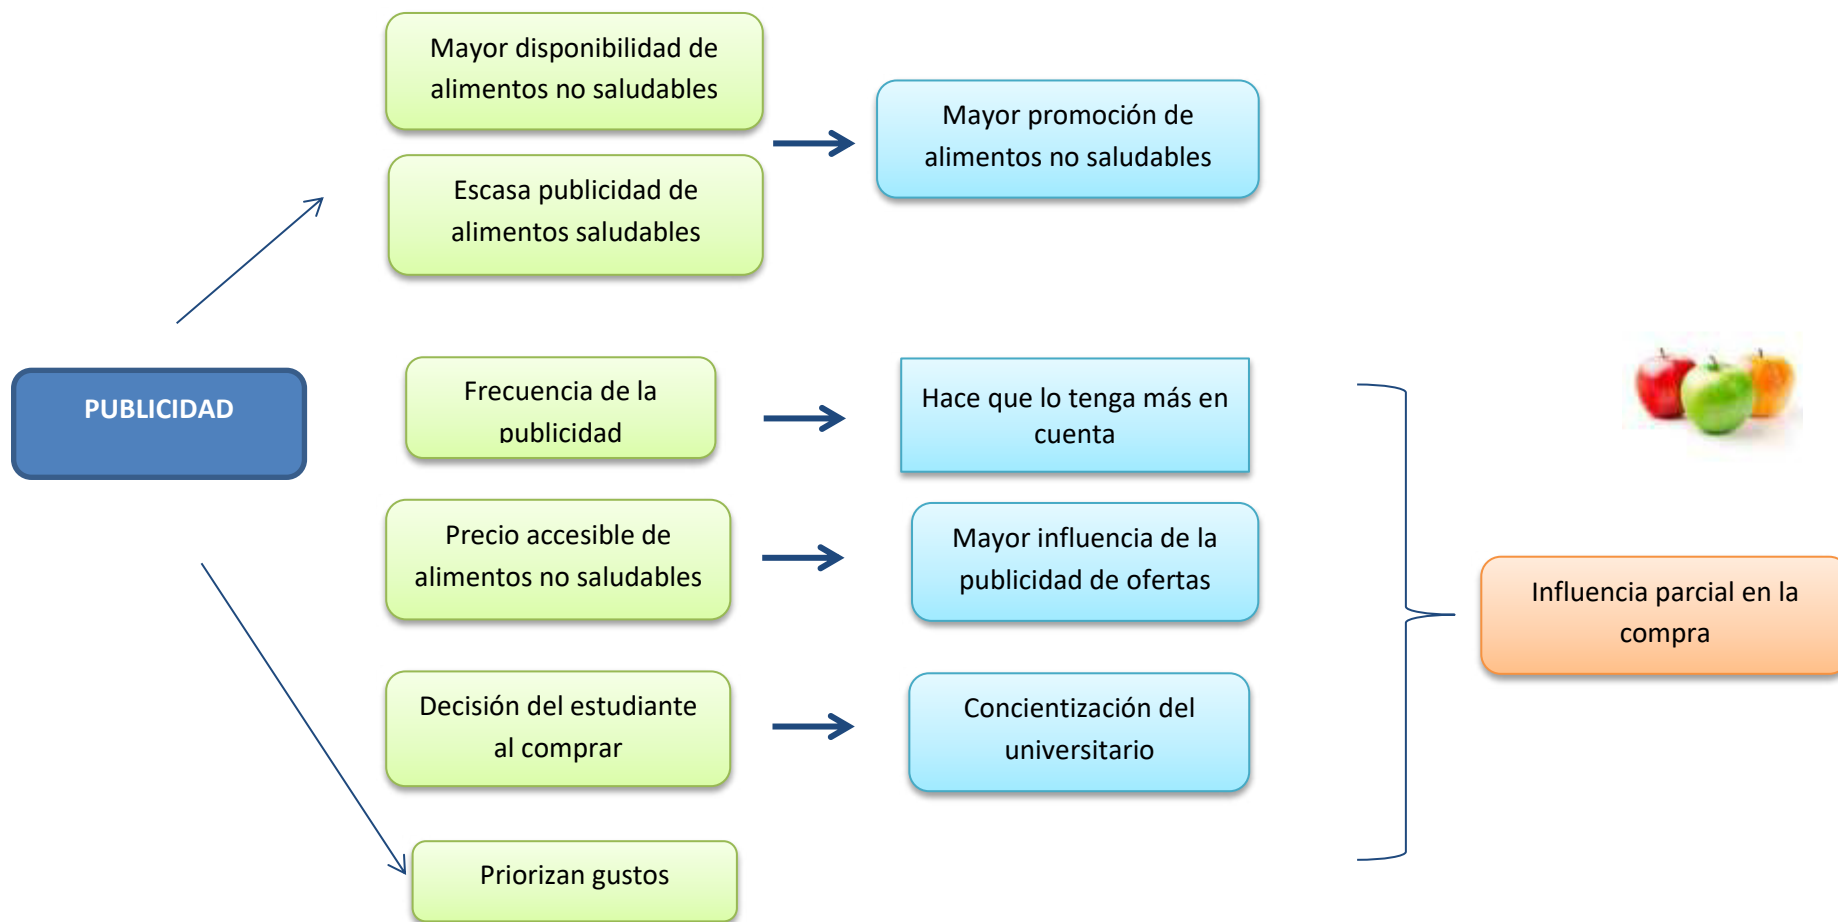 Mayor disponibilidad de
alimentos no saludables
Escasa publicidad de
alimentos saludables
Mayor promoción de
alimentos no saludables
PUBLICIDAD
Frecuencia de la
publicidad
Hace que lo tenga más en
cuenta
Precio accesible de
alimentos no saludables
Mayor influencia de la
publicidad de ofertas
Decisión del estudiante
al comprar
Concientización del
universitario
Priorizan gustos
Influencia parcial en la
compra